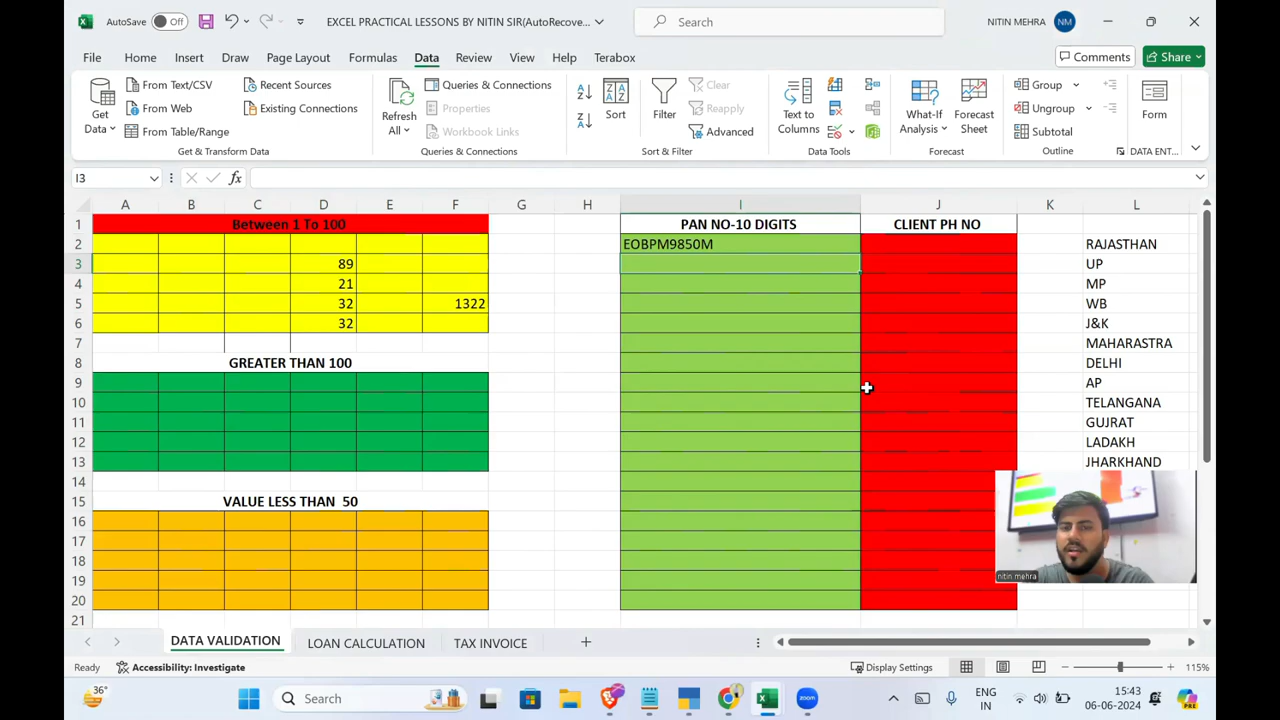 AutoSave Off EXCEL PRACTICAL LESSONS BY NITIN SIR(AutoRecove... Search NITIN MEHRA NM
File Home Insert Draw Page Layout Formulas Data Review View Help Terabox Comments Share
Get Data From Text/CSV Recent Sources
From Web Existing Connections
From Table/Range
Get & Transform Data
Refresh All Queries & Connections
Properties
Workbook Links
Queries & Connections
Sort Filter Clear
Reapply
Advanced
Sort & Filter
Text to Columns
Data Tools
What-If Analysis Forecast Sheet
Forecast
Group
Ungroup
Subtotal
Outline
Form
DATA ENT...
I3 fx
A B C D E F G H I J K L
1 Between 1 To 100 PAN NO-10 DIGITS CLIENT PH NO
2 EOBPM9850M RAJASTHAN
3 89 UP
4 21 MP
5 32 1322 WB
6 32 J&K
7 MAHARASTRA
8 GREATER THAN 100 DELHI
9 AP
10 TELANGANA
11 GUJRAT
12 LADAKH
13 JHARKHAND
14
15 VALUE LESS THAN 50
16
17
18
nitin mehra
19
20
21
DATA VALIDATION LOAN CALCULATION TAX INVOICE
Ready Accessibility: Investigate Display Settings 115%
36° Search zoom ENG IN 15:43 06-06-2024 PRE